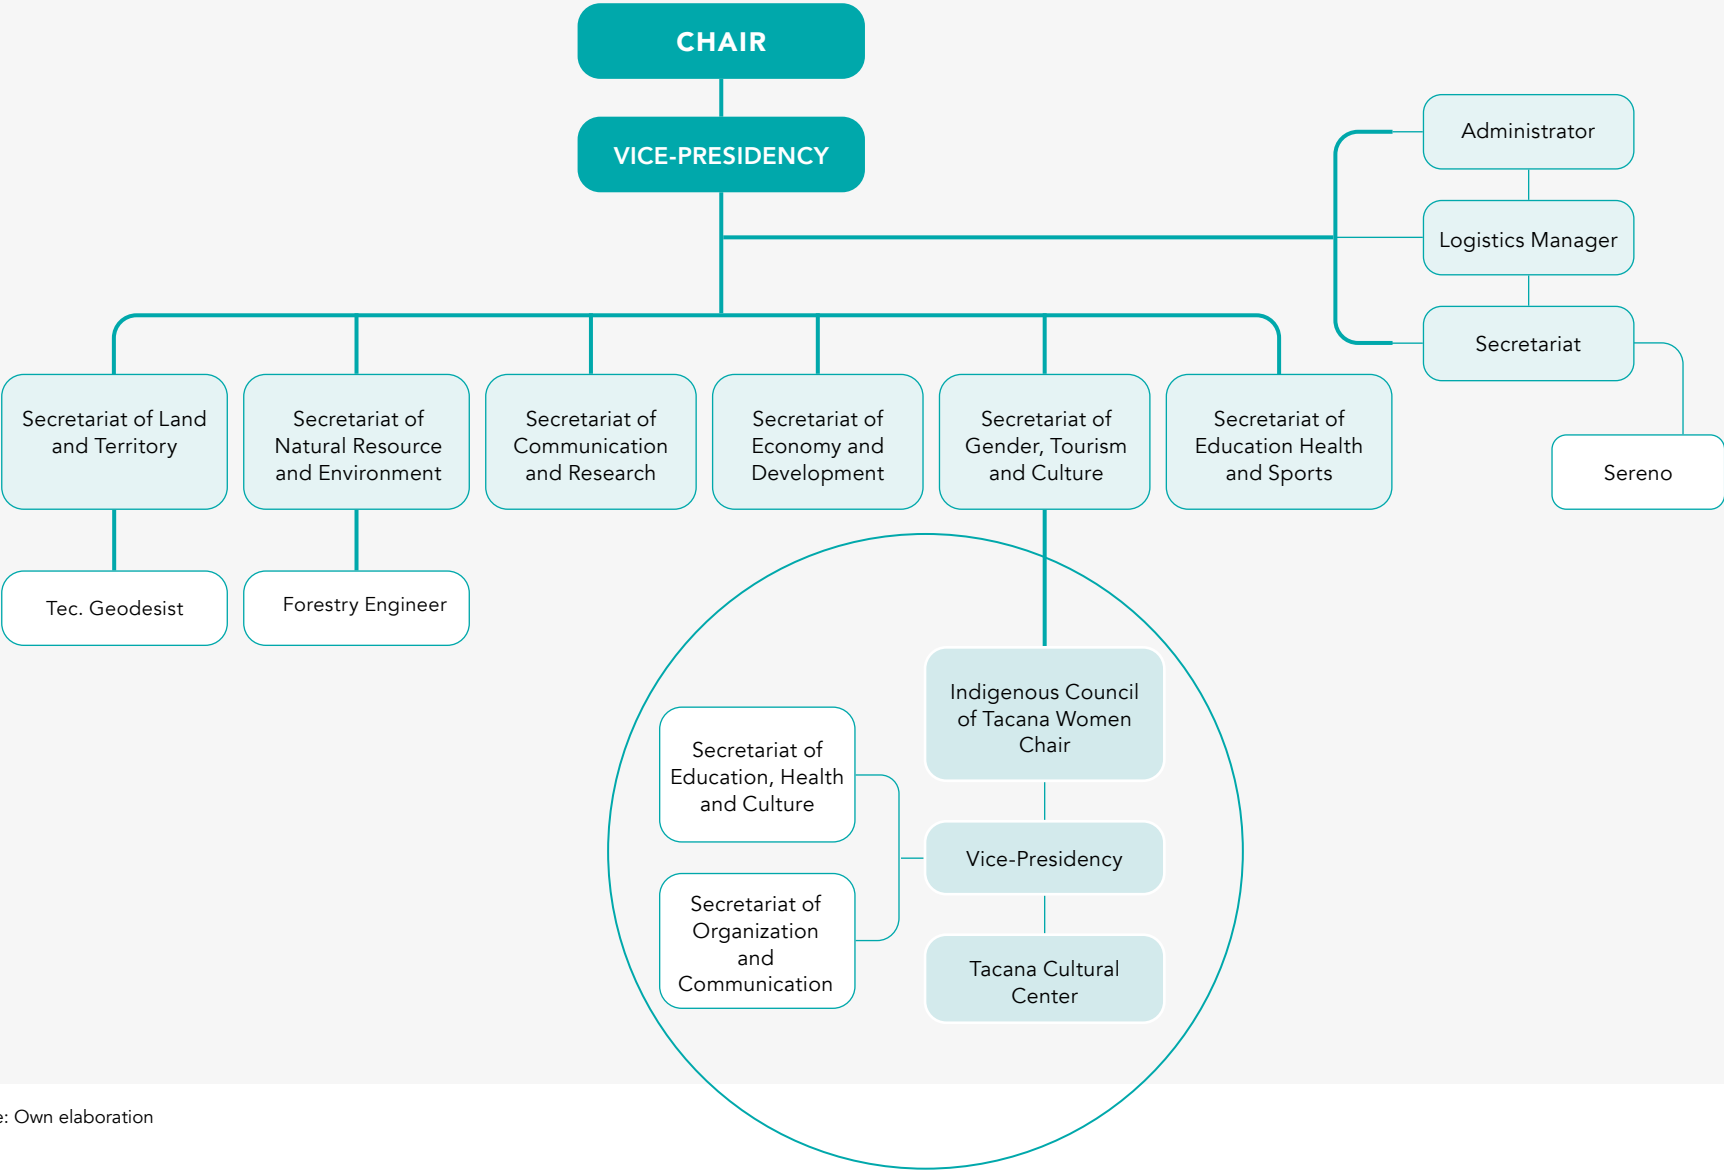 CHAIR
VICE-PRESIDENCY
Administrator
Logistics Manager
Secretariat
Sereno
Secretariat of Land
and Territory
Secretariat of
Natural Resource
and Environment
Secretariat of
Communication
and Research
Secretariat of
Economy and
Development
Secretariat of
Gender, Tourism
and Culture
Secretariat of
Education Health
and Sports
Tec. Geodesist
Forestry Engineer
Indigenous Council
of Tacana Women
Chair
Secretariat of
Education, Health
and Culture
Vice-Presidency
Secretariat of
Organization
and
Communication
Tacana Cultural
Center
: Own elaboration